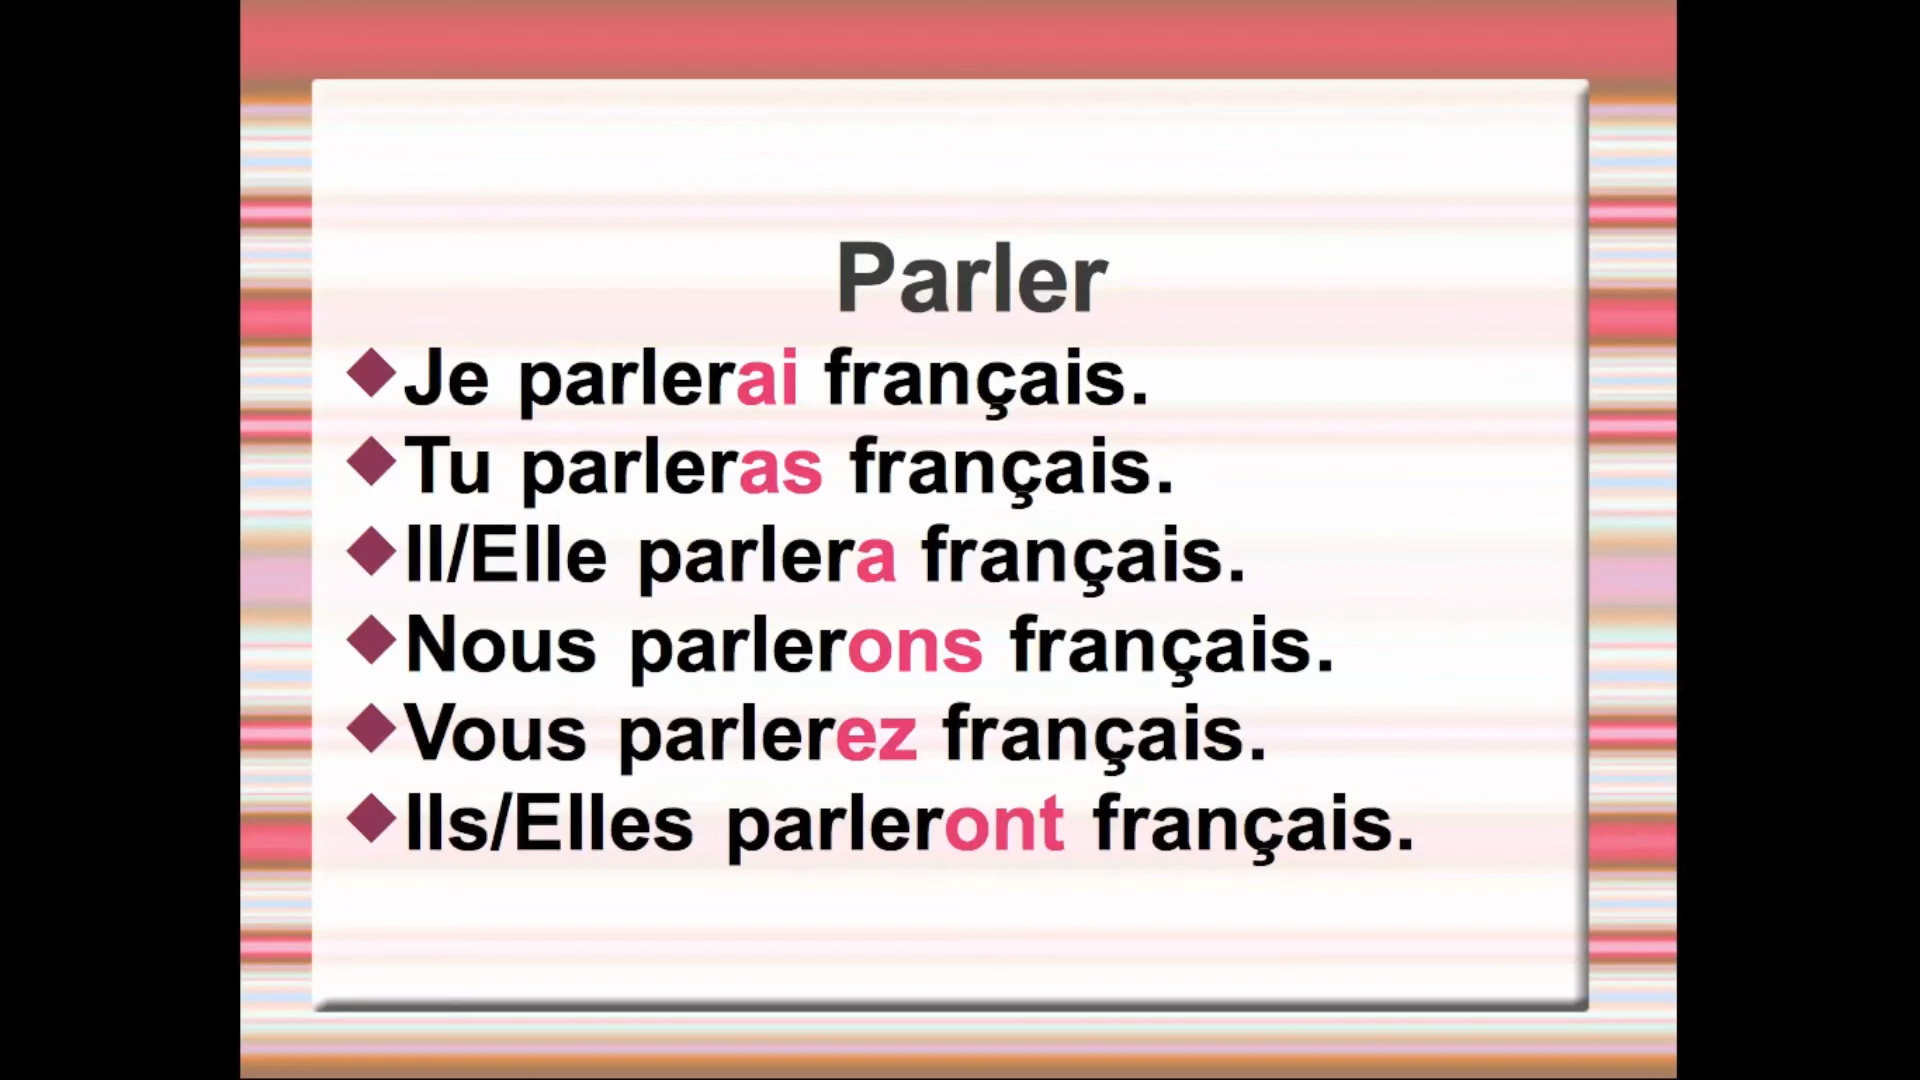 Parler
Je parlerai français.
Tu parleras français.
Il/Elle parlera français.
Nous parlerons français.
Vous parlerez français.
Ils/Elles parleront français.